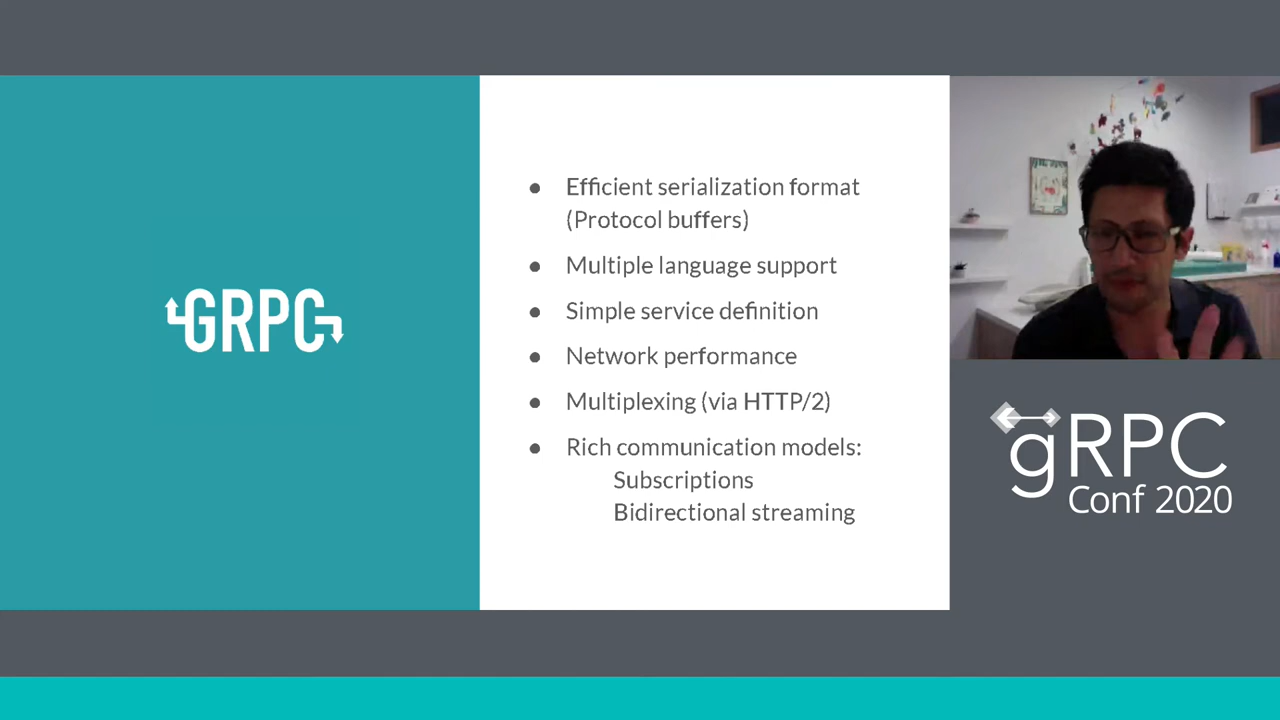 GRPC
● Efficient serialization format
(Protocol buffers)
● Multiple language support
● Simple service definition
● Network performance
● Multiplexing (via HTTP/2)
● Rich communication models:
Subscriptions
Bidirectional streaming
gRPC
Conf 2020